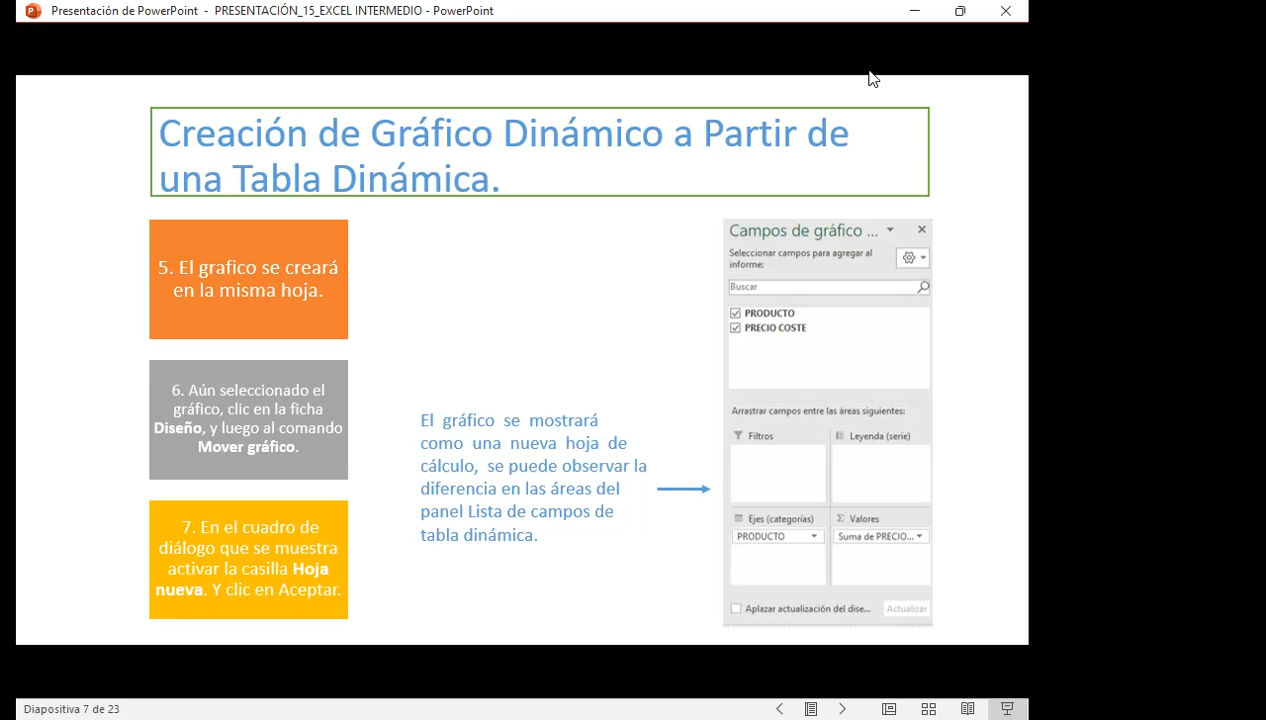 Presentación de PowerPoint - PRESENTACIÓN_15_EXCEL INTERMEDIO - PowerPoint
Creación de Gráfico Dinámico a Partir de
una Tabla Dinámica.
5. El grafico se creará
en la misma hoja.
6. Aún seleccionado el
gráfico, clic en la ficha
Diseño, y luego al comando
Mover gráfico.
7. En el cuadro de
diálogo que se muestra
activar la casilla Hoja
nueva. Y clic en Aceptar.
El gráfico se mostrará
como una nueva hoja de
cálculo, se puede observar la
diferencia en las áreas del
panel Lista de campos de
tabla dinámica.
Campos de gráfico ...
Seleccionar campos para agregar al
informe:
Buscar
PRODUCTO
PRECIO COSTE
Arrastrar campos entre las áreas siguientes:
Filtros
Leyenda (serie)
Ejes (categorías)
Σ Valores
PRODUCTO
Suma de PRECIO...
Aplazar actualización del dise...
Actualizar
Diapositiva 7 de 23